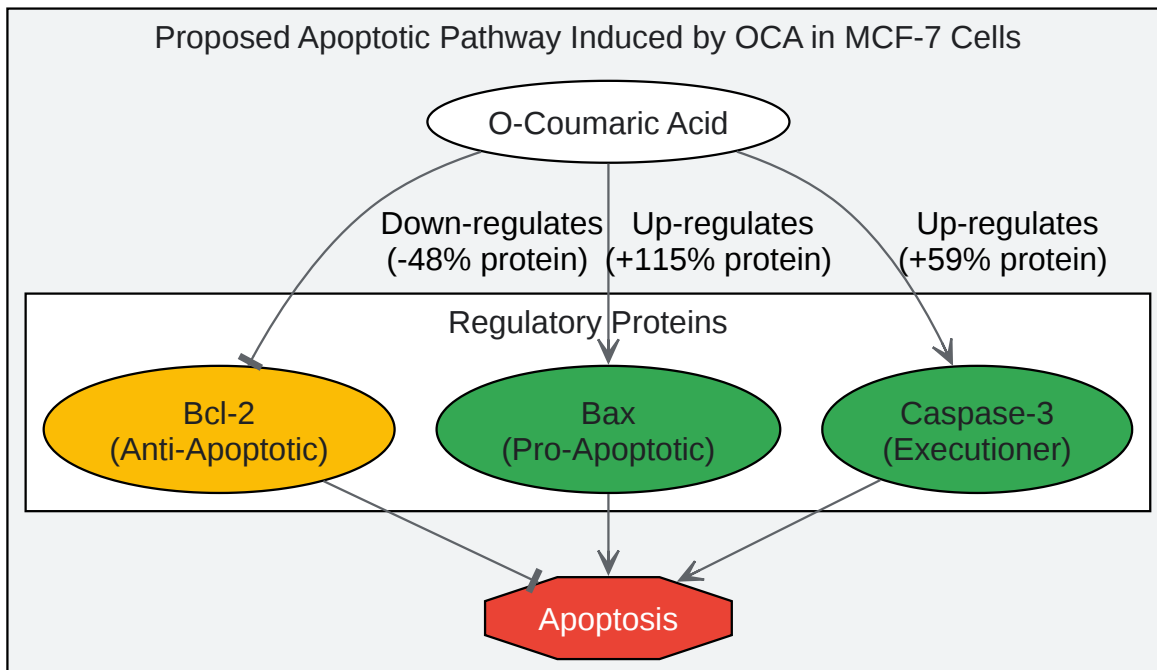 Proposed Apoptotic Pathway Induced by OCA in MCF-7 Cells
O-Coumaric Acid
Down-regulates
(-48% protein)
Up-regulates
(+115% protein)
Up-regulates
(+59% protein)
Regulatory Proteins
Bcl-2
(Anti-Apoptotic)
Bax
(Pro-Apoptotic)
Caspase-3
(Executioner)
Apoptosis